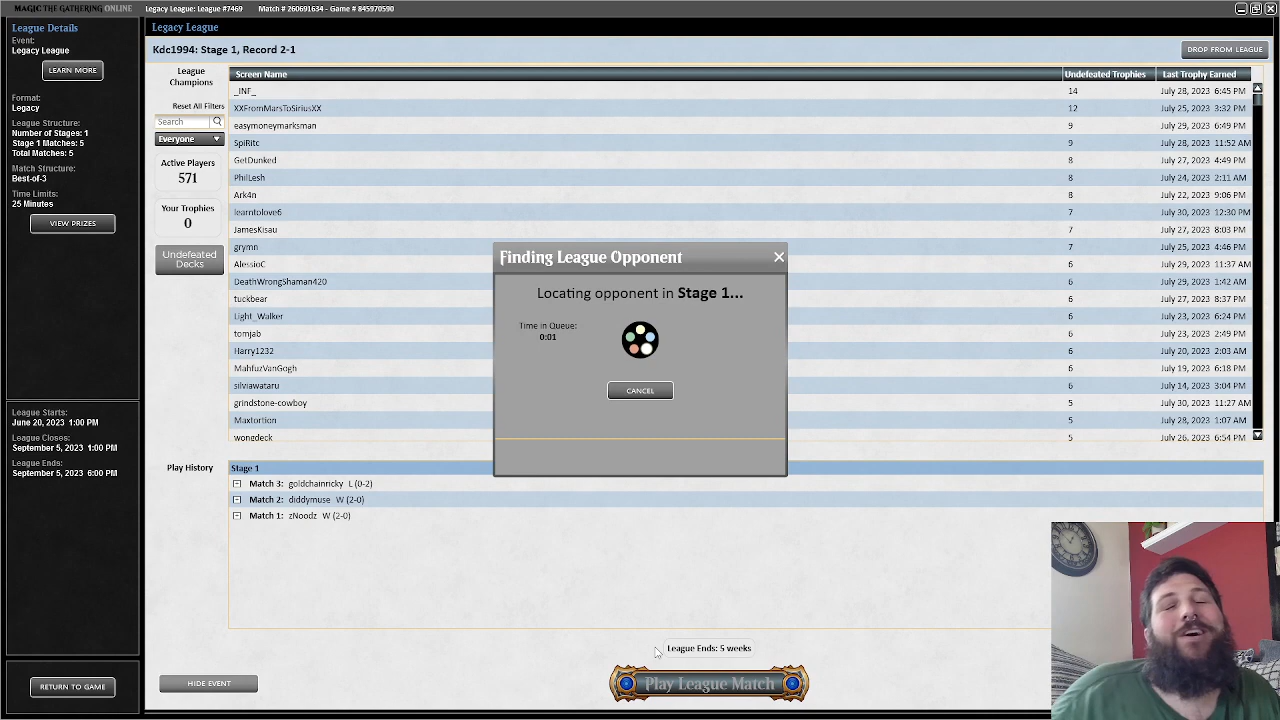 MAGIC THE GATHERING ONLINE
Legacy League: League #7469
Match # 260691634 - Game # 845970590
League Details
Event:
Legacy League
LEARN MORE
Format:
Legacy
League Structure:
Number of Stages: 1
Stage 1 Matches: 5
Total Matches: 5
Match Structure:
Best-of-3
Time Limits:
25 Minutes
VIEW PRIZES
League Starts:
June 20, 2023 1:00 PM
League Closes:
September 5, 2023 1:00 PM
League Ends:
September 5, 2023 6:00 PM
RETURN TO GAME
Legacy League
Kdc1994: Stage 1, Record 2-1
DROP FROM LEAGUE
League
Champions
Reset All Filters
Search
Everyone
Active Players
571
Your Trophies
0
Undefeated
Decks
Screen Name Undefeated Trophies Last Trophy Earned
_INF_ 14 July 28, 2023 6:45 PM
XXFromMarsToSiriusXX 12 July 25, 2023 3:32 PM
easymoneymarksman 9 July 29, 2023 6:49 PM
SpiRitc 9 July 28, 2023 11:52 AM
GetDunked 8 July 27, 2023 4:49 PM
PhilLesh 8 July 24, 2023 2:11 AM
Ark4n 8 July 22, 2023 9:06 PM
learntolove6 7 July 30, 2023 12:30 PM
JamesKisau 7 July 27, 2023 8:03 PM
grymn 7 July 25, 2023 4:46 PM
AlessioC 6 July 29, 2023 11:37 AM
DeathWrongShaman420 6 July 29, 2023 1:42 AM
tuckbear 6 July 27, 2023 8:37 PM
Light_Walker 6 July 23, 2023 6:24 PM
tomjab 6 July 23, 2023 2:49 PM
Harry1232 6 July 20, 2023 2:03 AM
MahfuzVanGogh 6 July 19, 2023 6:18 PM
silviawataru 6 July 14, 2023 3:04 PM
grindstone-cowboy 5 July 30, 2023 11:27 AM
Maxtortion 5 July 28, 2023 1:07 AM
wongdeck 5 July 26, 2023 6:54 PM
Finding League Opponent
Locating opponent in Stage 1...
Time in Queue:
0:01
CANCEL
Play History
Stage 1
Match 3: goldchainricky L (0-2)
Match 2: diddymuse W (2-0)
Match 1: zNoodz W (2-0)
League Ends: 5 weeks
HIDE EVENT
Play League Match